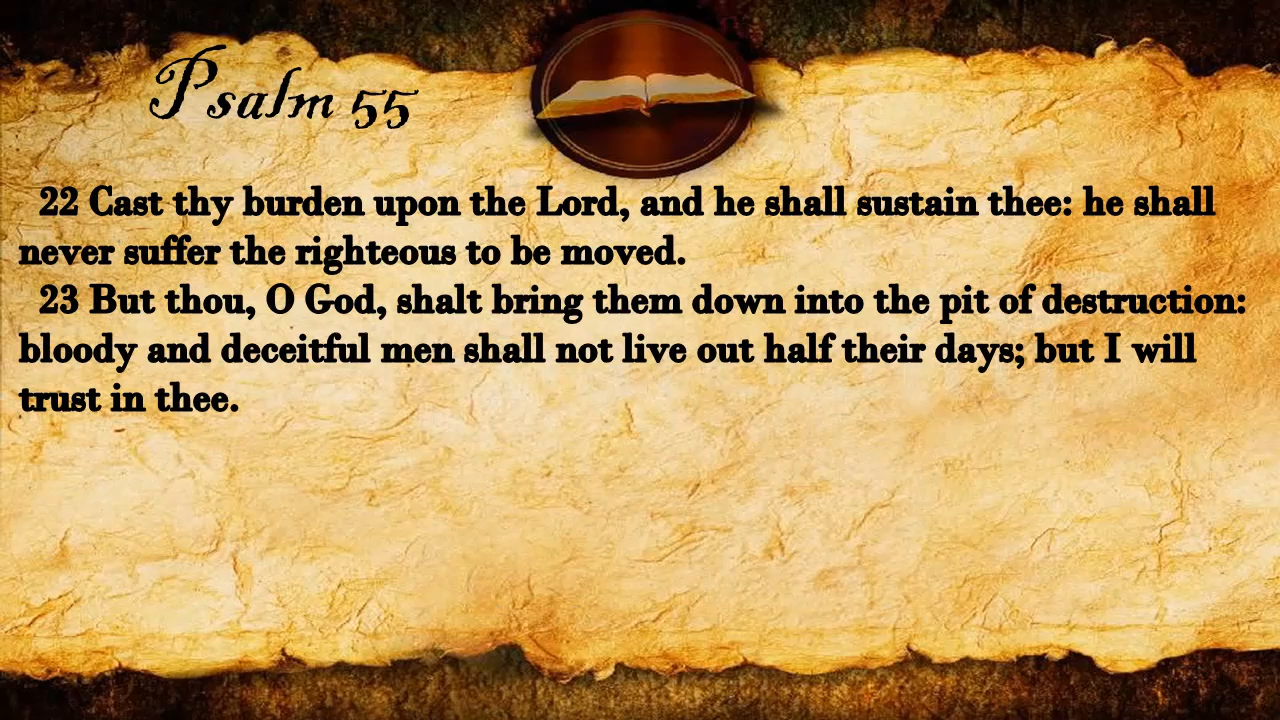 Psalm 55
22 Cast thy burden upon the Lord, and he shall sustain thee: he shall
never suffer the righteous to be moved.
23 But thou, O God, shalt bring them down into the pit of destruction:
bloody and deceitful men shall not live out half their days; but I will
trust in thee.